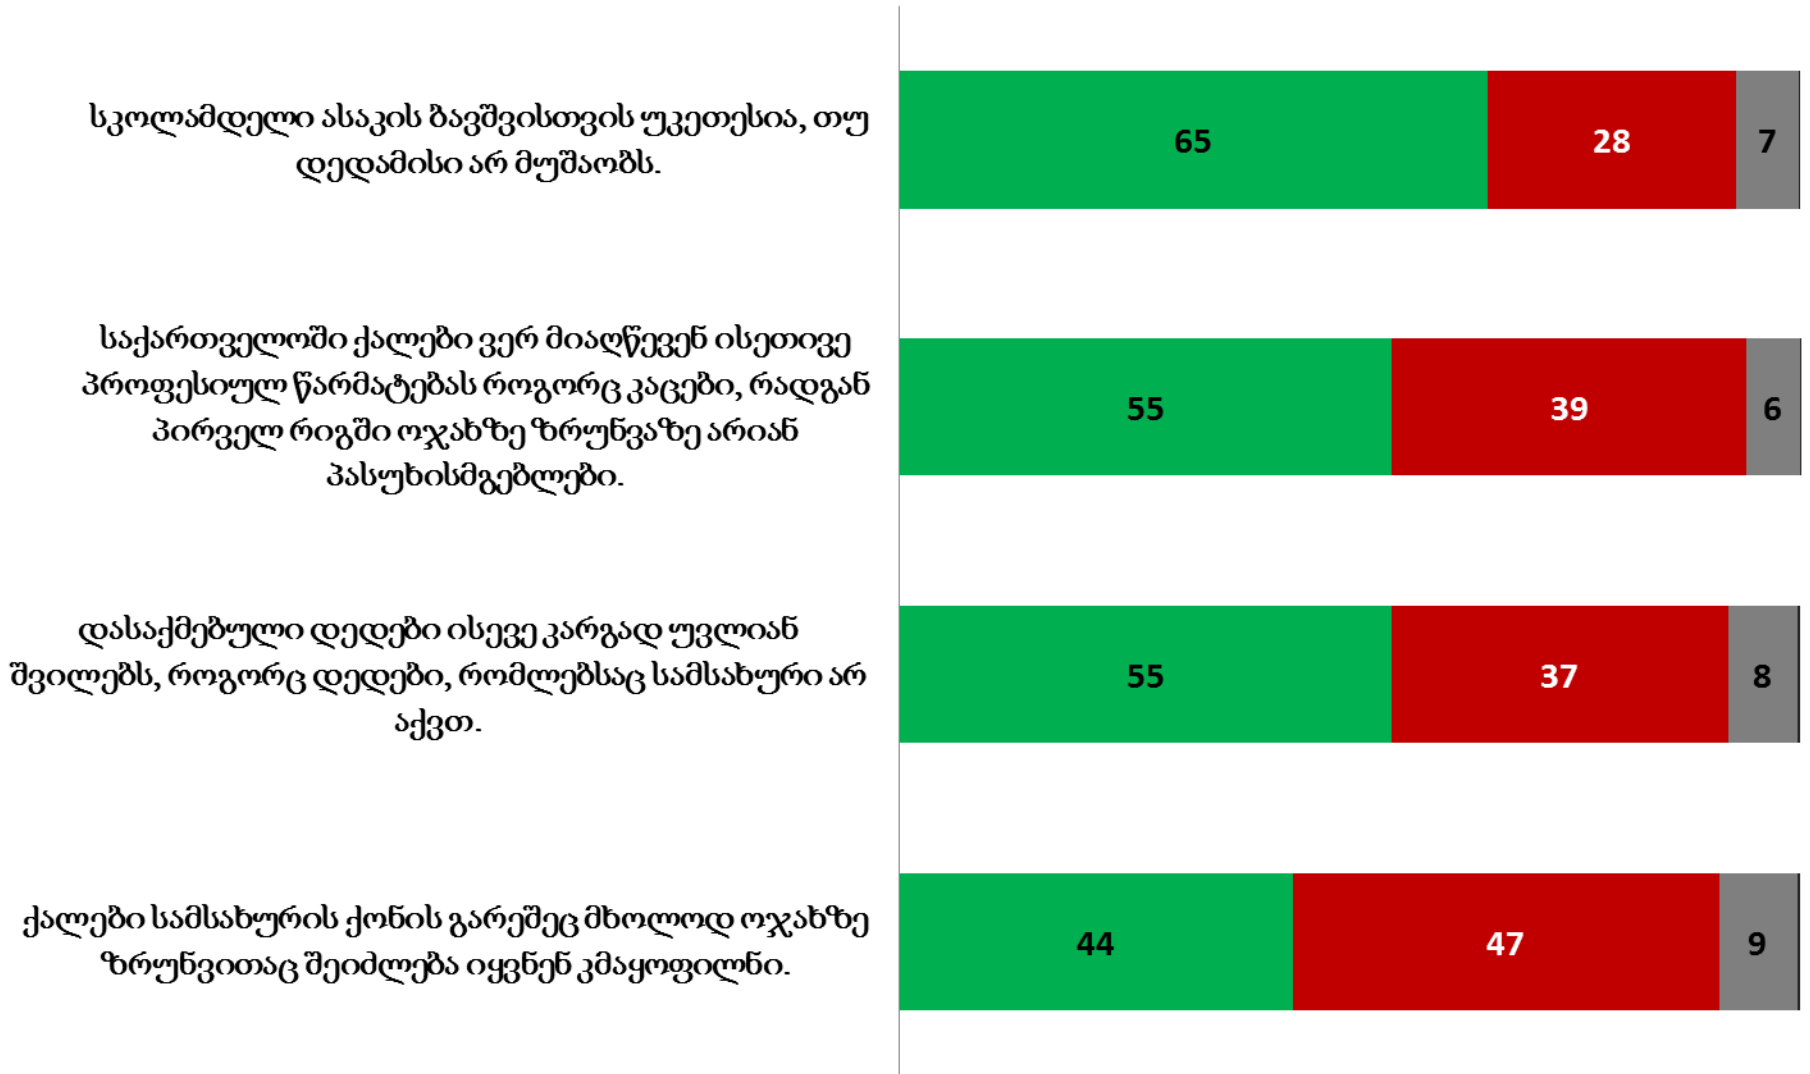 სკოლამდელი ასაკის ბავშვისთვის უკეთესია, თუ
დედამისი არ მუშაობს.
65 28 7
საქართველოში ქალები ვერ მიაღწევენ ისეთივე
პროფესიულ წარმატებას როგორც კაცები, რადგან
პირველ რიგში ოჯახზე ზრუნვაზე არიან
პასუხისმგებლები.
55 39 6
დასაქმებული დედები ისევე კარგად უვლიან
შვილებს, როგორც დედები, რომლებსაც სამსახური არ
აქვთ.
55 37 8
ქალები სამსახურის ქონის გარეშეც მხოლოდ ოჯახზე
ზრუნვითაც შეიძლება იყვნენ კმაყოფილნი.
44 47 9